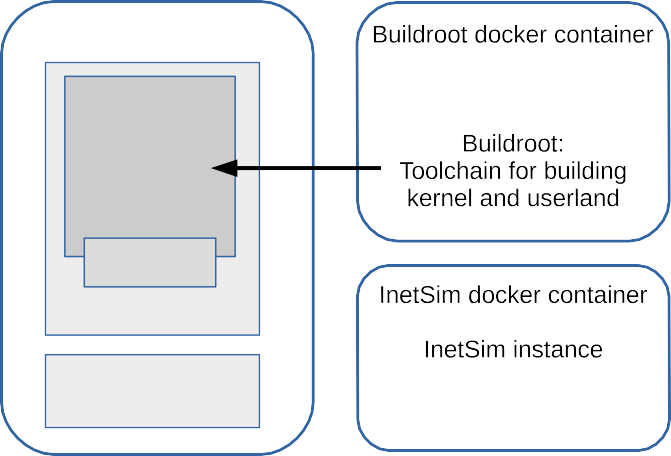 Buildroot docker container
Buildroot:
Toolchain for building
kernel and userland
InetSim docker container
InetSim instance